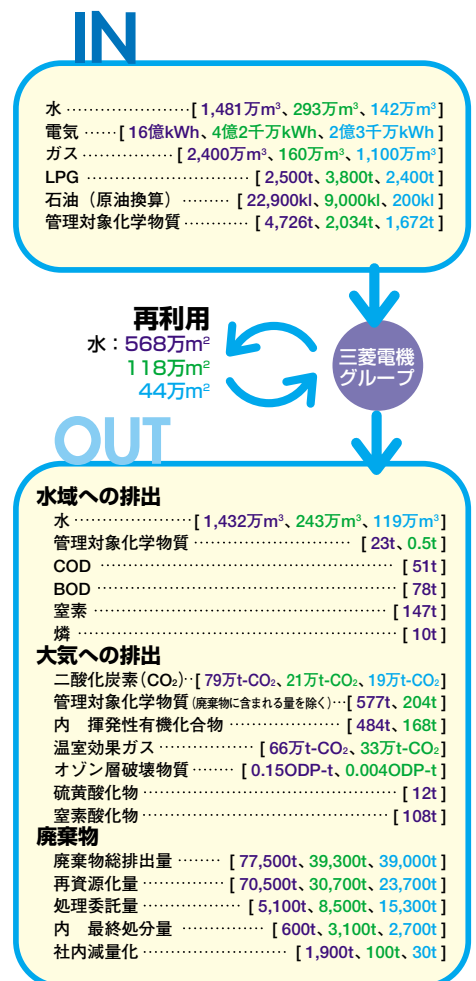 IN
水 ····················[ 1,481万m³、293万m³、142万m³]
電気 ······[ 16億kWh、4億2千万kWh、2億3千万kWh ]
ガス ··············· [ 2,400万m³、160万m³、1,100万m³]
LPG ··························· [ 2,500t、3,800t、2,400t ]
石油（原油換算）········ [ 22,900kl、9,000kl、200kl ]
管理対象化学物質············ [ 4,726t、2,034t、1,672t ]
再利用
水：568万m²
118万m²
44万m²
三菱電機
グループ
OUT
水域への排出
水 ···················[ 1,432万m³、243万m³、119万m³]
管理対象化学物質 ······························ [ 23t、0.5t ]
COD ················································ [ 51t ]
BOD ················································ [ 78t ]
窒素 ················································ [ 147t ]
燐 ···················································· [ 10t ]
大気への排出
二酸化炭素（CO₂）··[ 79万t-CO₂、21万t-CO₂、19万t-CO₂]
管理対象化学物質（廃棄物に含まれる量を除く）···[ 577t、204t ]
内　揮発性有機化合物 ··················· [ 484t、168t ]
温室効果ガス ················ [ 66万t-CO₂、33万t-CO₂]
オゾン層破壊物質 ········ [ 0.15ODP-t、0.004ODP-t ]
硫黄酸化物 ········································· [ 12t ]
窒素酸化物 ········································ [ 108t ]
廃棄物
廃棄物総排出量 ········ [ 77,500t、39,300t、39,000t ]
再資源化量 ·············· [ 70,500t、30,700t、23,700t ]
処理委託量 ·················· [ 5,100t、8,500t、15,300t ]
内　最終処分量 ················ [ 600t、3,100t、2,700t ]
社内減量化 ························· [ 1,900t、100t、30t ]